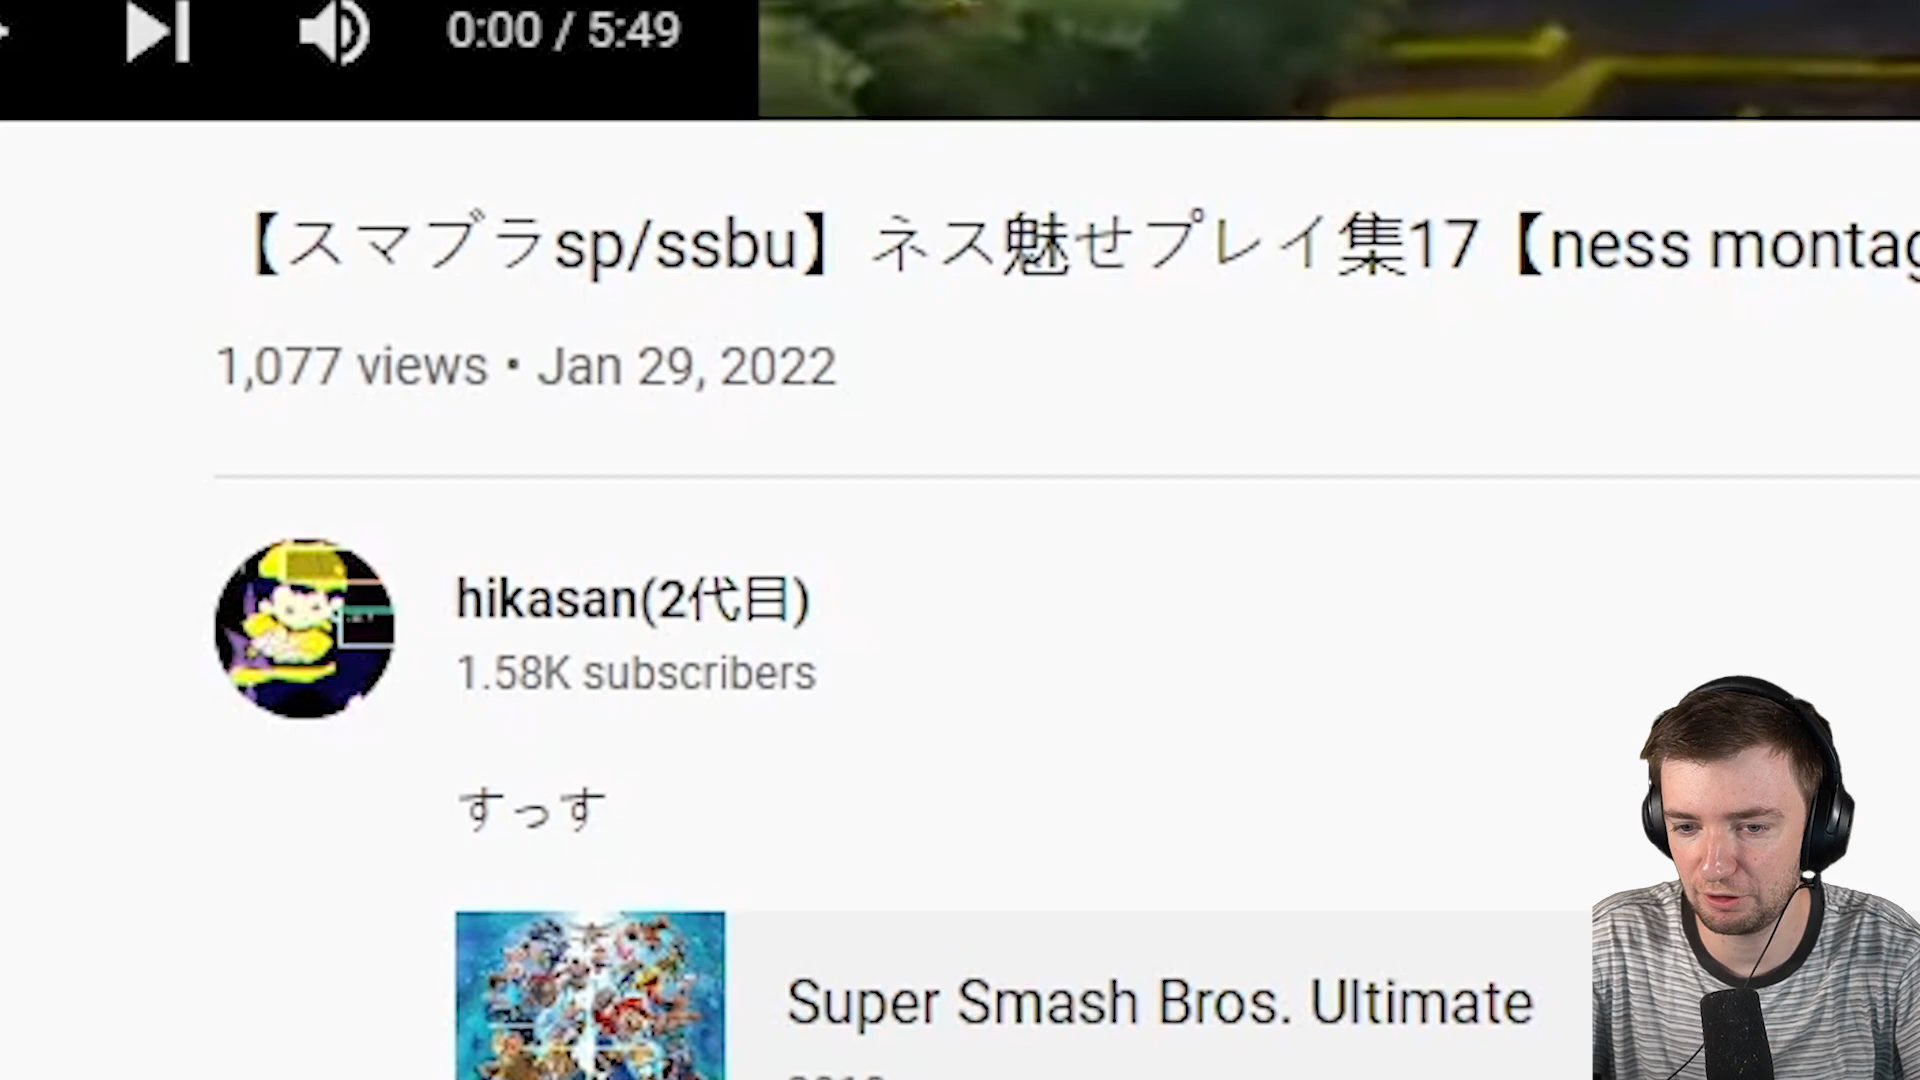 0:00 / 5:49
【スマブラsp/ssbu】ネス魅せプレイ集17【ness montag
1,077 views • Jan 29, 2022
hikasan(2代目)
1.58K subscribers
すっす
Super Smash Bros. Ultimate